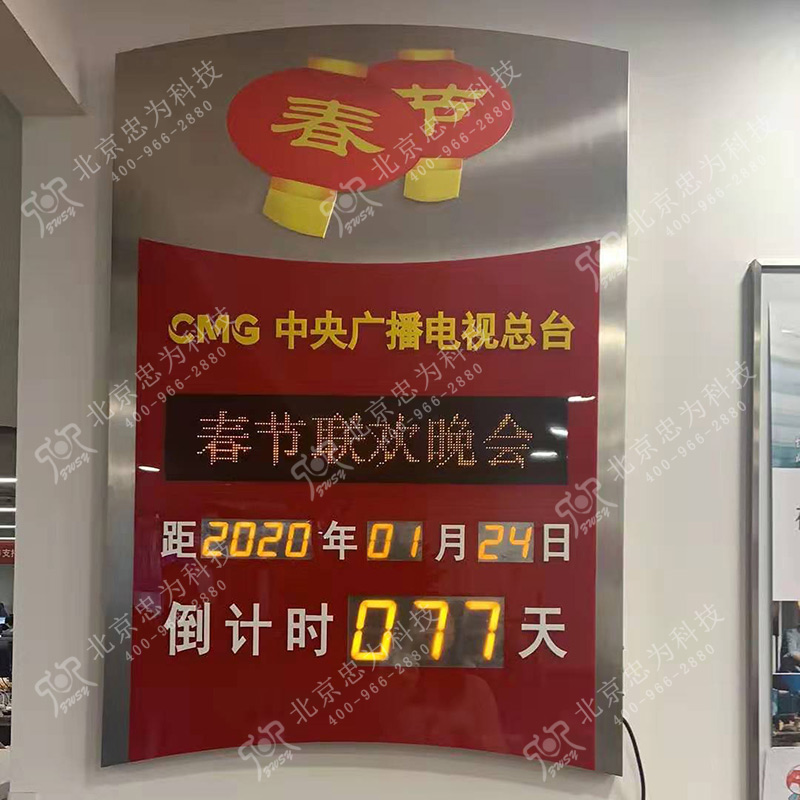 春节
CMG 中央广播电视总台
春节联欢晚会
距2020年01月24日
倒计时077天
北京忠为科技
400-966-2880
ZWSY